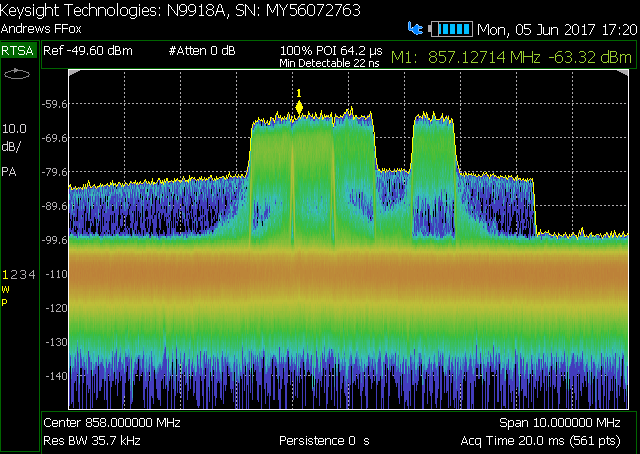 Keysight Technologies: N9918A, SN: MY56072763
Andrews FFox
Mon, 05 Jun 2017 17:20
RTSA
Ref -49.60 dBm
#Atten 0 dB
100% POI 64.2 µs
Min Detectable 22 ns
M1: 857.12714 MHz -63.32 dBm
10.0
dB/
PA
1234
W
P
1
-59.6
-69.6
-79.6
-89.6
-99.6
-110
-120
-130
-140
Center 858.000000 MHz
Span 10.000000 MHz
Res BW 35.7 kHz
Persistence 0 s
Acq Time 20.0 ms (561 pts)